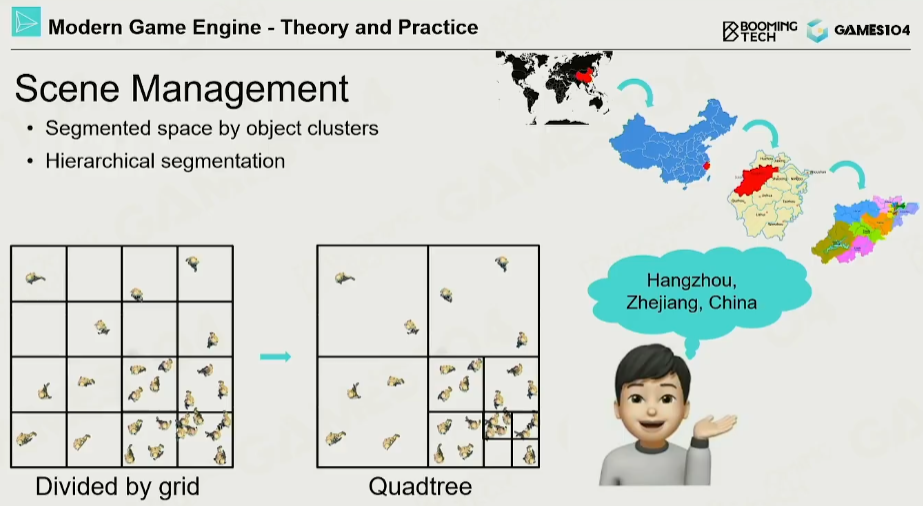 Modern Game Engine - Theory and Practice
BOOMING
TECH
GAMES104
Scene Management
• Segmented space by object clusters
• Hierarchical segmentation
Hangzhou,
Zhejiang, China
Divided by grid
Quadtree